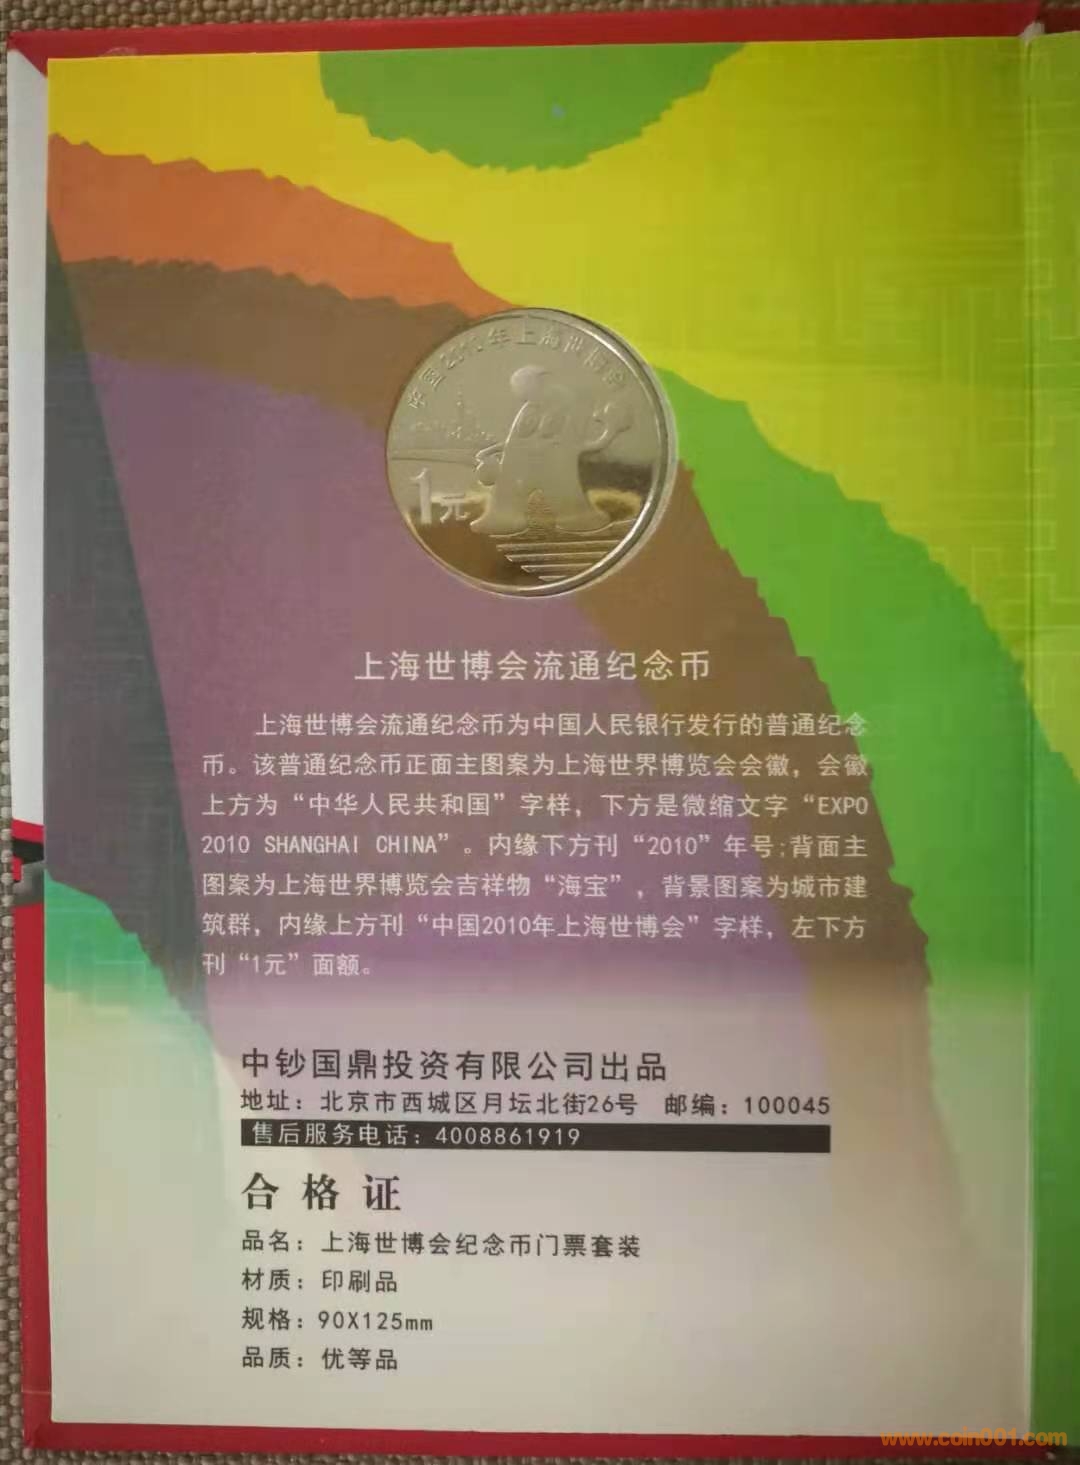 中国2010年上海世博会
1元
上海世博会流通纪念币
上海世博会流通纪念币为中国人民银行发行的普通纪念
币。该普通纪念币正面主图案为上海世界博览会会徽，会徽
上方为“中华人民共和国”字样，下方是微缩文字“EXPO
2010 SHANGHAI CHINA”。内缘下方刊“2010”年号;背面主
图案为上海世界博览会吉祥物“海宝”，背景图案为城市建
筑群，内缘上方刊“中国2010年上海世博会”字样，左下方
刊“1元”面额。
中钞国鼎投资有限公司出品
地址：北京市西城区月坛北街26号 邮编：100045
售后服务电话：4008861919
合格证
品名：上海世博会纪念币门票套装
材质：印刷品
规格：90X125mm
品质：优等品
www.coin001.com